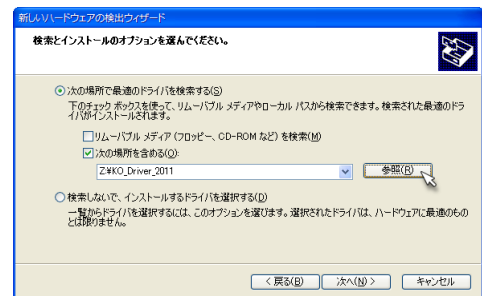 新しいハードウェアの検出ウィザード
検索とインストールのオプションを選んでください。
次の場所で最適のドライバを検索する(S)
下のチェック ボックスを使って、リムーバブル メディアやローカル パスから検索できます。検索された最適のドラ
イバがインストールされます。
リムーバブル メディア (フロッピー、CD-ROM など) を検索(M)
次の場所を含める(O):
Z¥KO_Driver_2011
参照(R)
検索しないで、インストールするドライバを選択する(D)
一覧からドライバを選択するには、このオプションを選びます。選択されたドライバは、ハードウェアに最適のもの
とは限りません。
< 戻る(B)
次へ(N) >
キャンセル